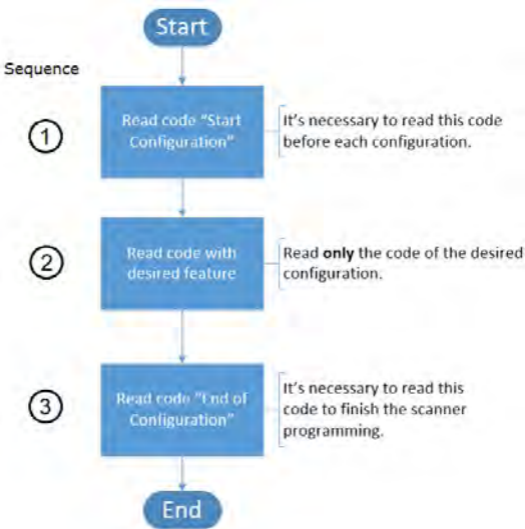 Start
Sequence
1
Read code “Start
Configuration”
It's necessary to read this code
before each configuration.
2
Read code with
desired feature
Read only the code of the desired
configuration.
3
Read code “End of
Configuration”
It's necessary to read this
code to finish the scanner
programming.
End